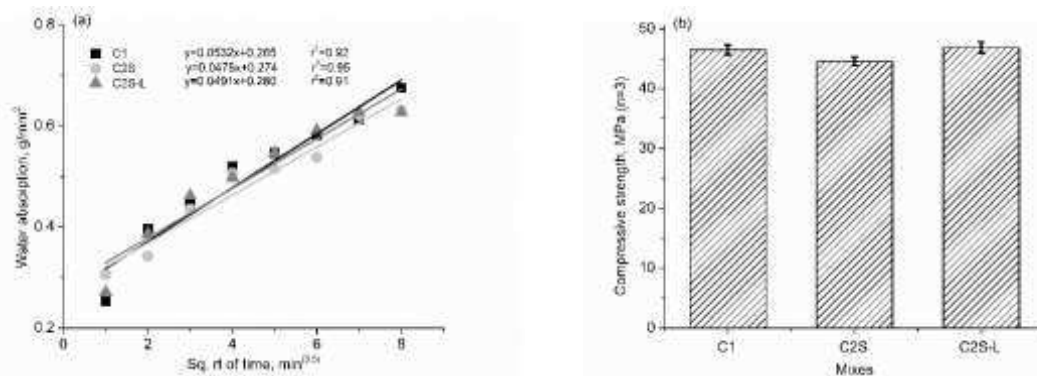 (a)
0.8
0.6
0.4
0.2
Water absorption, g/mm²
C1 y=0.0532x+0.265 r²=0.92
C2S y=0.0475x+0.274 r²=0.95
C2S-L y=0.0491x+0.280 r²=0.91
0 2 4 6 8
Sq. rt of time, min^(0.5)
(b)
50
40
30
20
10
0
Compressive strength, MPa (n=3)
C1 C2S C2S-L
Mixes